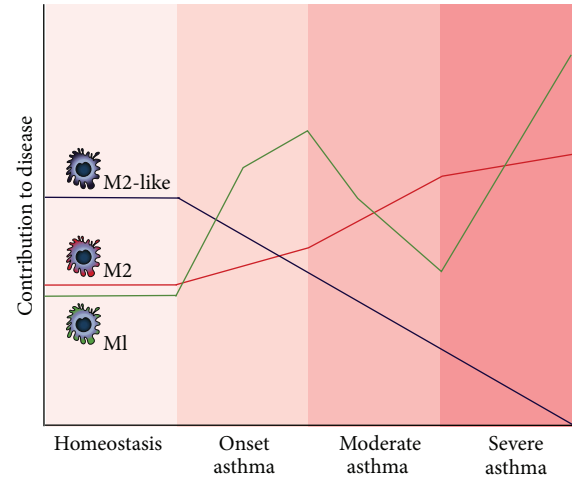 Contribution to disease
M2-like
M2
Ml
Homeostasis
Onset
asthma
Moderate
asthma
Severe
asthma